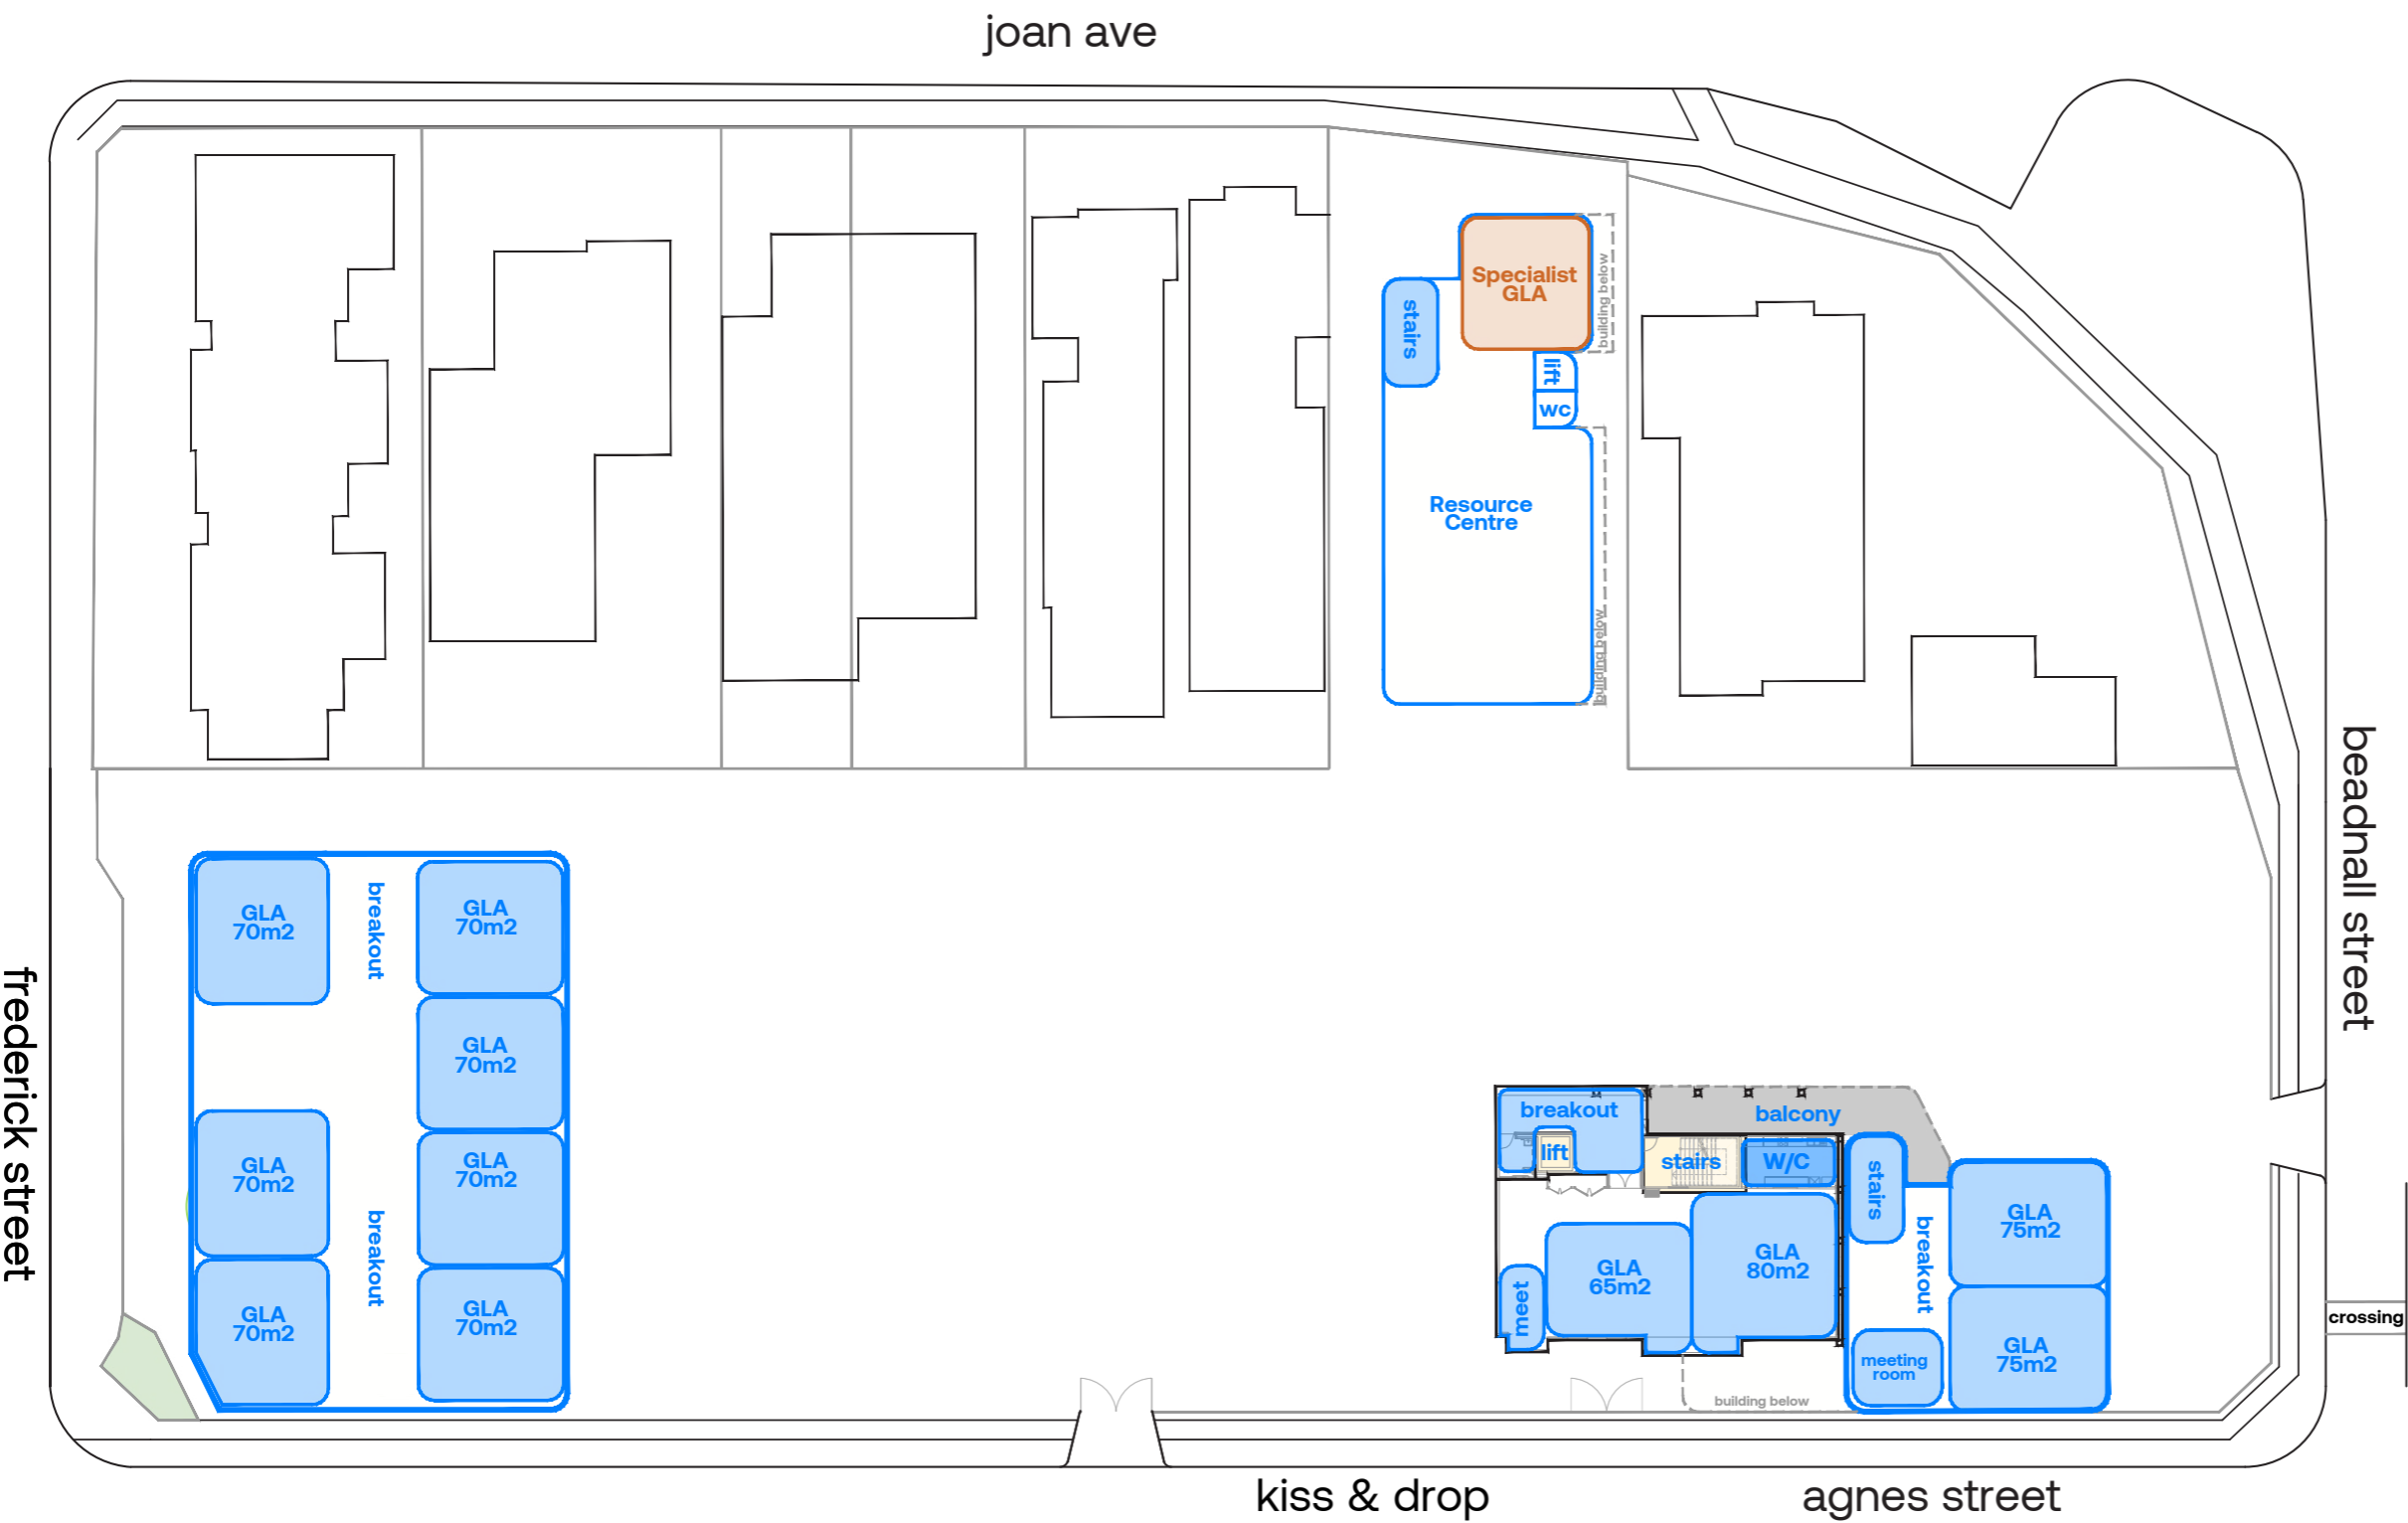 joan ave
Specialist
GLA
building below
stairs
lift
wc
Resource
Centre
building below
beadnall street
frederick street
GLA
70m2
breakout
GLA
70m2
GLA
70m2
GLA
70m2
GLA
70m2
breakout
GLA
70m2
GLA
70m2
breakout
balcony
lift
stairs
W/C
stairs
GLA
75m2
breakout
GLA
65m2
GLA
80m2
meet
meeting
room
GLA
75m2
building below
crossing
kiss & drop
agnes street